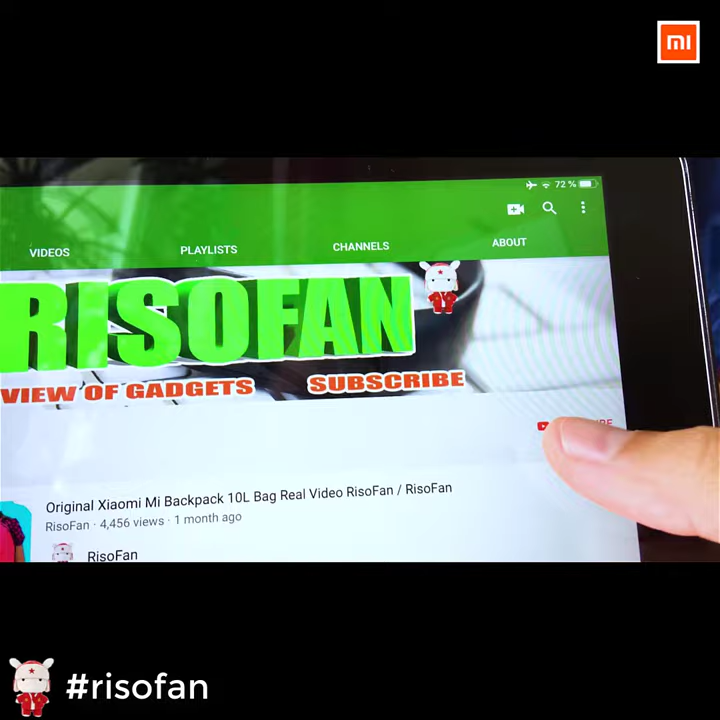 mi
72 %
VIDEOS PLAYLISTS CHANNELS ABOUT
RISOFAN
VIEW OF GADGETS SUBSCRIBE
Original Xiaomi Mi Backpack 10L Bag Real Video RisoFan / RisoFan
RisoFan · 4,456 views · 1 month ago
RisoFan
#risofan